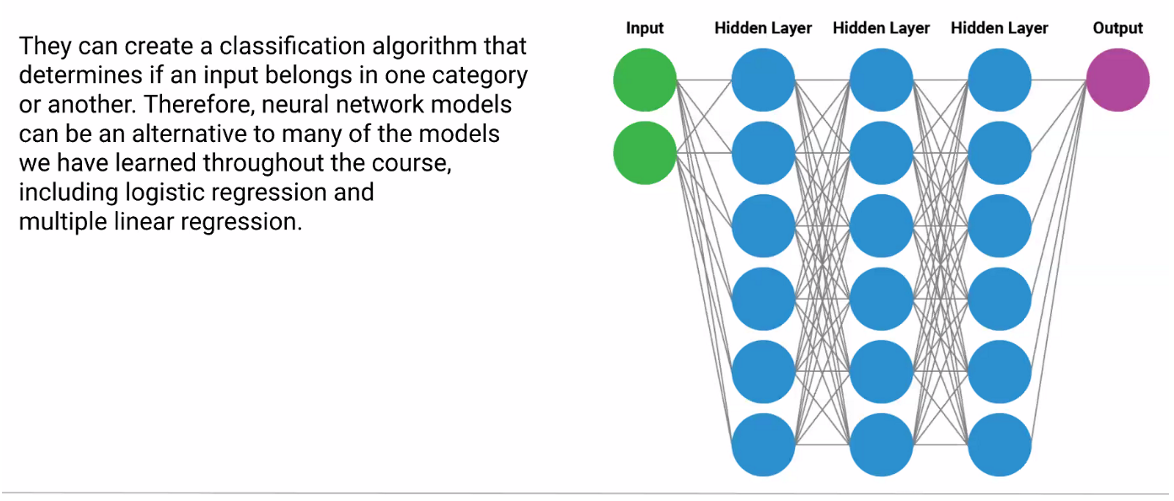 They can create a classification algorithm that
determines if an input belongs in one category
or another. Therefore, neural network models
can be an alternative to many of the models
we have learned throughout the course,
including logistic regression and
multiple linear regression.
Input Hidden Layer Hidden Layer Hidden Layer Output